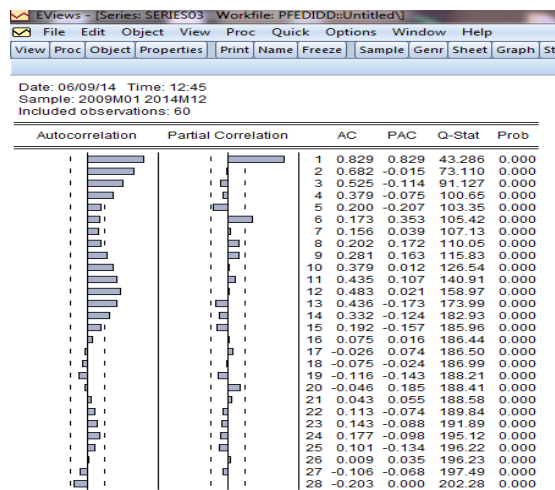 EViews - [Series: SERIES03 Workfile: PFEDIDD::Untitled\]
File Edit Object View Proc Quick Options Window Help
View Proc Object Properties Print Name Freeze Sample Genr Sheet Graph St
Date: 06/09/14 Time: 12:45
Sample: 2009M01 2014M12
Included observations: 60
Autocorrelation Partial Correlation AC PAC Q-Stat Prob
1 0.829 0.829 43.286 0.000
2 0.682 -0.015 73.110 0.000
3 0.525 -0.114 91.127 0.000
4 0.379 -0.075 100.65 0.000
5 0.200 -0.207 103.35 0.000
6 0.173 0.353 105.42 0.000
7 0.156 0.039 107.13 0.000
8 0.202 0.172 110.05 0.000
9 0.281 0.163 115.83 0.000
10 0.379 0.012 126.54 0.000
11 0.435 0.107 140.91 0.000
12 0.483 0.021 158.97 0.000
13 0.436 -0.173 173.99 0.000
14 0.332 -0.124 182.93 0.000
15 0.192 -0.157 185.96 0.000
16 0.075 0.016 186.44 0.000
17 -0.026 0.074 186.50 0.000
18 -0.075 -0.024 186.99 0.000
19 -0.116 -0.143 188.21 0.000
20 -0.046 0.185 188.41 0.000
21 0.043 0.055 188.58 0.000
22 0.113 -0.074 189.84 0.000
23 0.143 -0.088 191.89 0.000
24 0.177 -0.098 195.12 0.000
25 0.101 -0.134 196.22 0.000
26 0.009 0.035 196.23 0.000
27 -0.106 -0.068 197.49 0.000
28 -0.203 0.000 202.28 0.000